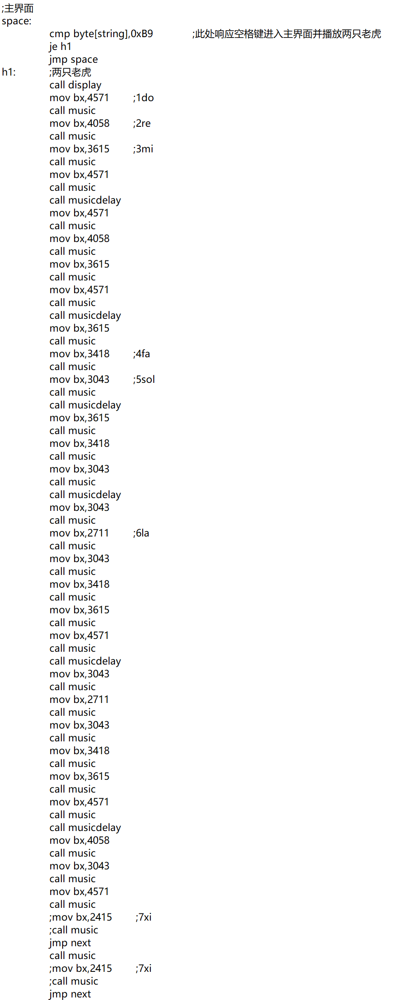 ;主界面
space:
cmp byte[string],0xB9 ;此处响应空格键进入主界面并播放两只老虎
je h1
jmp space
h1: ;两只老虎
call display
mov bx,4571 ;1do
call music
mov bx,4058 ;2re
call music
mov bx,3615 ;3mi
call music
mov bx,4571
call music
call musicdelay
mov bx,4571
call music
mov bx,4058
call music
mov bx,3615
call music
mov bx,4571
call music
call musicdelay
mov bx,3615
call music
mov bx,3418 ;4fa
call music
mov bx,3043 ;5sol
call music
call musicdelay
mov bx,3615
call music
mov bx,3418
call music
mov bx,3043
call music
call musicdelay
mov bx,3043
call music
mov bx,2711 ;6la
call music
mov bx,3043
call music
mov bx,3418
call music
mov bx,3615
call music
mov bx,4571
call music
call musicdelay
mov bx,3043
call music
mov bx,2711
call music
mov bx,3043
call music
mov bx,3418
call music
mov bx,3615
call music
mov bx,4571
call music
call musicdelay
mov bx,4058
call music
mov bx,3043
call music
mov bx,4571
call music
;mov bx,2415 ;7xi
;call music
jmp next
call music
;mov bx,2415 ;7xi
;call music
jmp next